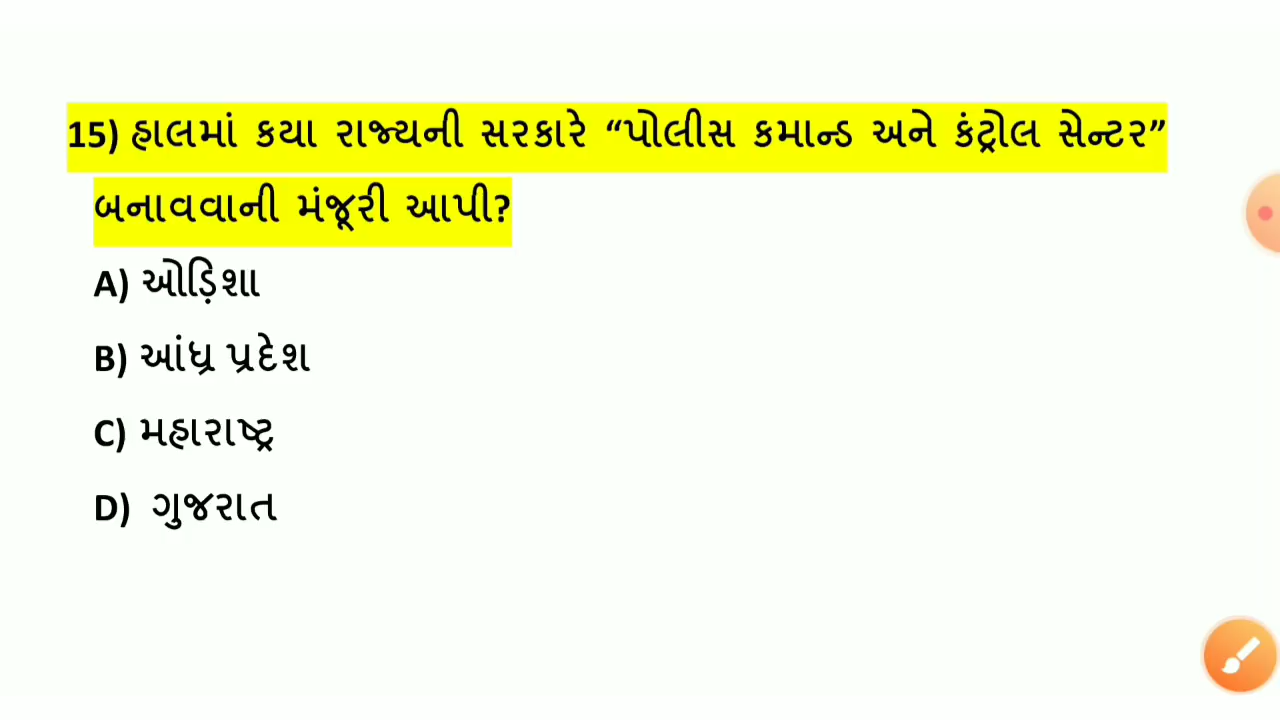 15) હાલમાં કયા રાજ્યની સરકારે “પોલીસ કમાન્ડ અને કંટ્રોલ સેન્ટર”
બનાવવાની મંજૂરી આપી?
A) ઓડ઼િશા
B) આંધ્ર પ્રદેશ
C) મહારાષ્ટ્ર
D) ગુજરાત